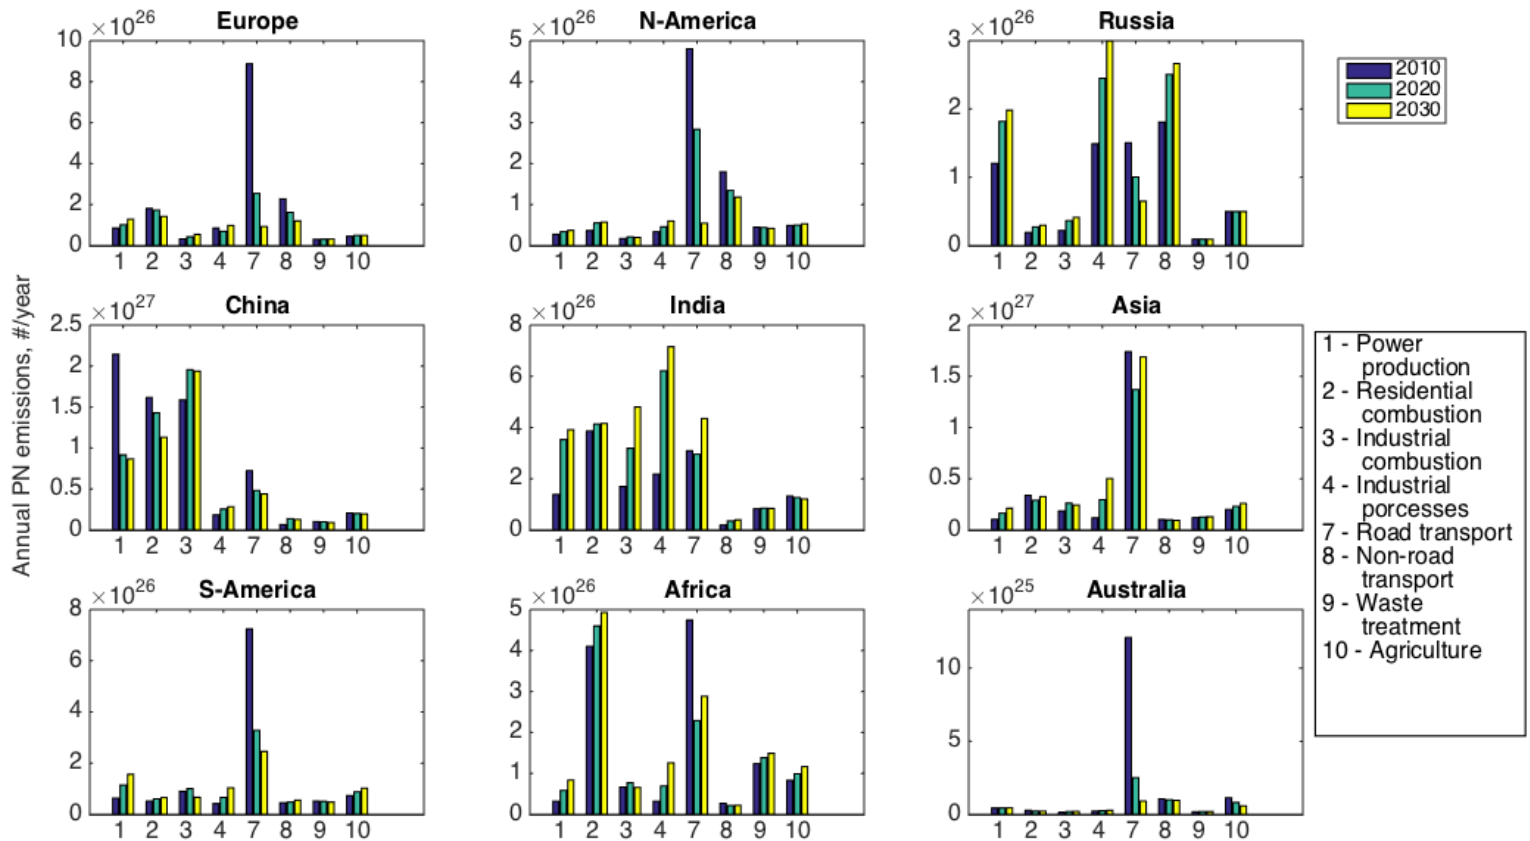 Europe
×10^26
10
8
6
4
2
0
1 2 3 4 7 8 9 10
N-America
×10^26
5
4
3
2
1
0
1 2 3 4 7 8 9 10
Russia
×10^26
3
2
1
0
1 2 3 4 7 8 9 10
2010
2020
2030
Annual PN emissions, #/year
China
×10^27
2.5
2
1.5
1
0.5
0
1 2 3 4 7 8 9 10
India
×10^26
8
6
4
2
0
1 2 3 4 7 8 9 10
Asia
×10^27
2
1.5
1
0.5
0
1 2 3 4 7 8 9 10
1 - Power
production
2 - Residential
combustion
3 - Industrial
combustion
4 - Industrial
porcesses
7 - Road transport
8 - Non-road
transport
9 - Waste
treatment
10 - Agriculture
S-America
×10^26
8
6
4
2
0
1 2 3 4 7 8 9 10
Africa
×10^26
5
4
3
2
1
0
1 2 3 4 7 8 9 10
Australia
×10^25
10
5
0
1 2 3 4 7 8 9 10